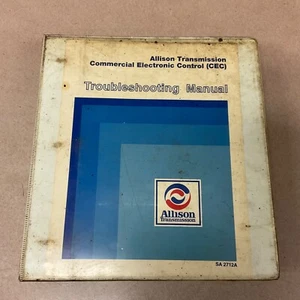 Allison Transmission
Commercial Electronic Control (CEC)
Troubleshooting Manual
Allison
Transmission
SA 2712A